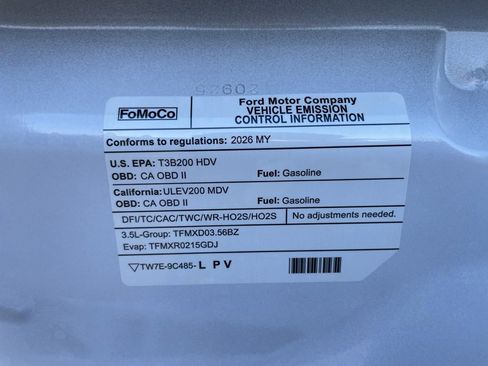 92602
FoMoCo
Ford Motor Company
VEHICLE EMISSION
CONTROL INFORMATION
Conforms to regulations: 2026 MY
U.S. EPA: T3B200 HDV
OBD: CA OBD II Fuel: Gasoline
California: ULEV200 MDV
OBD: CA OBD II Fuel: Gasoline
DFI/TC/CAC/TWC/WR-HO2S/HO2S No adjustments needed.
3.5L-Group: TFMXD03.56BZ
Evap: TFMXR0215GDJ
TW7E-9C485- L P V